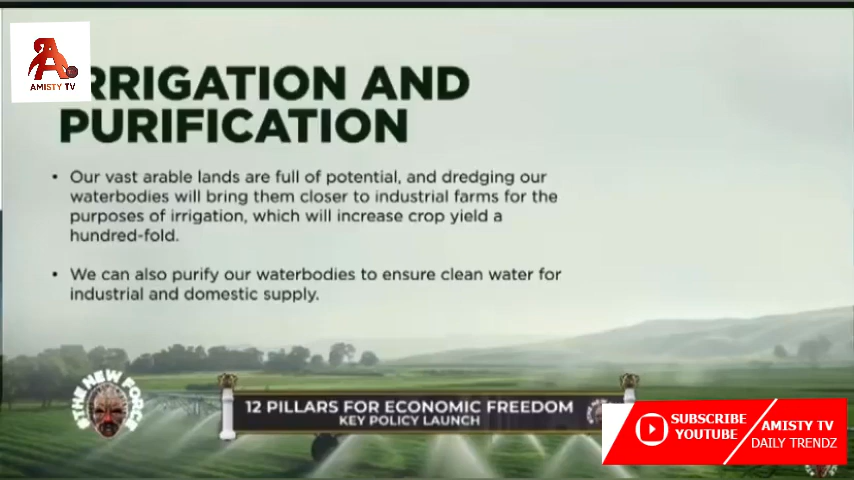 AMISTY TV
IRRIGATION AND
PURIFICATION
• Our vast arable lands are full of potential, and dredging our
waterbodies will bring them closer to industrial farms for the
purposes of irrigation, which will increase crop yield a
hundred-fold.
• We can also purify our waterbodies to ensure clean water for
industrial and domestic supply.
THE NEW FORCE
12 PILLARS FOR ECONOMIC FREEDOM
KEY POLICY LAUNCH
SUBSCRIBE
YOUTUBE
AMISTY TV
DAILY TRENDZ